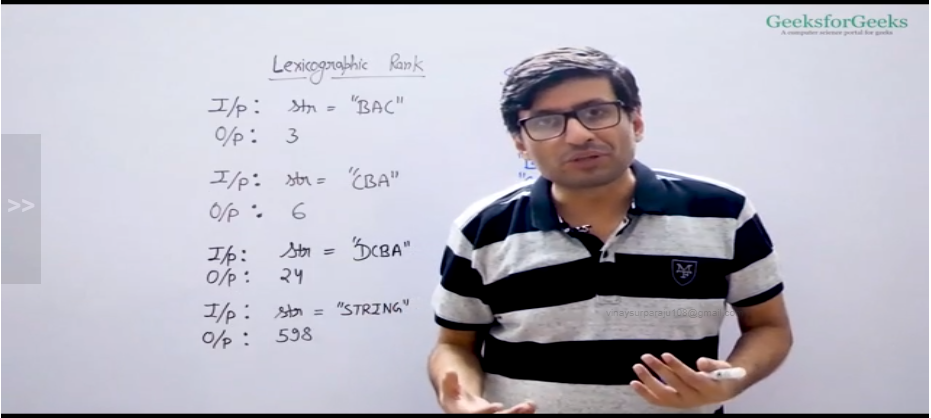 GeeksforGeeks
A computer science portal for geeks
Lexicographic Rank
I/p : str = "BAC"
O/p : 3
I/p : str = "CBA"
O/p : 6
I/p : str = "DCBA"
O/p : 24
I/p : str = "STRING"
O/p : 598
>>